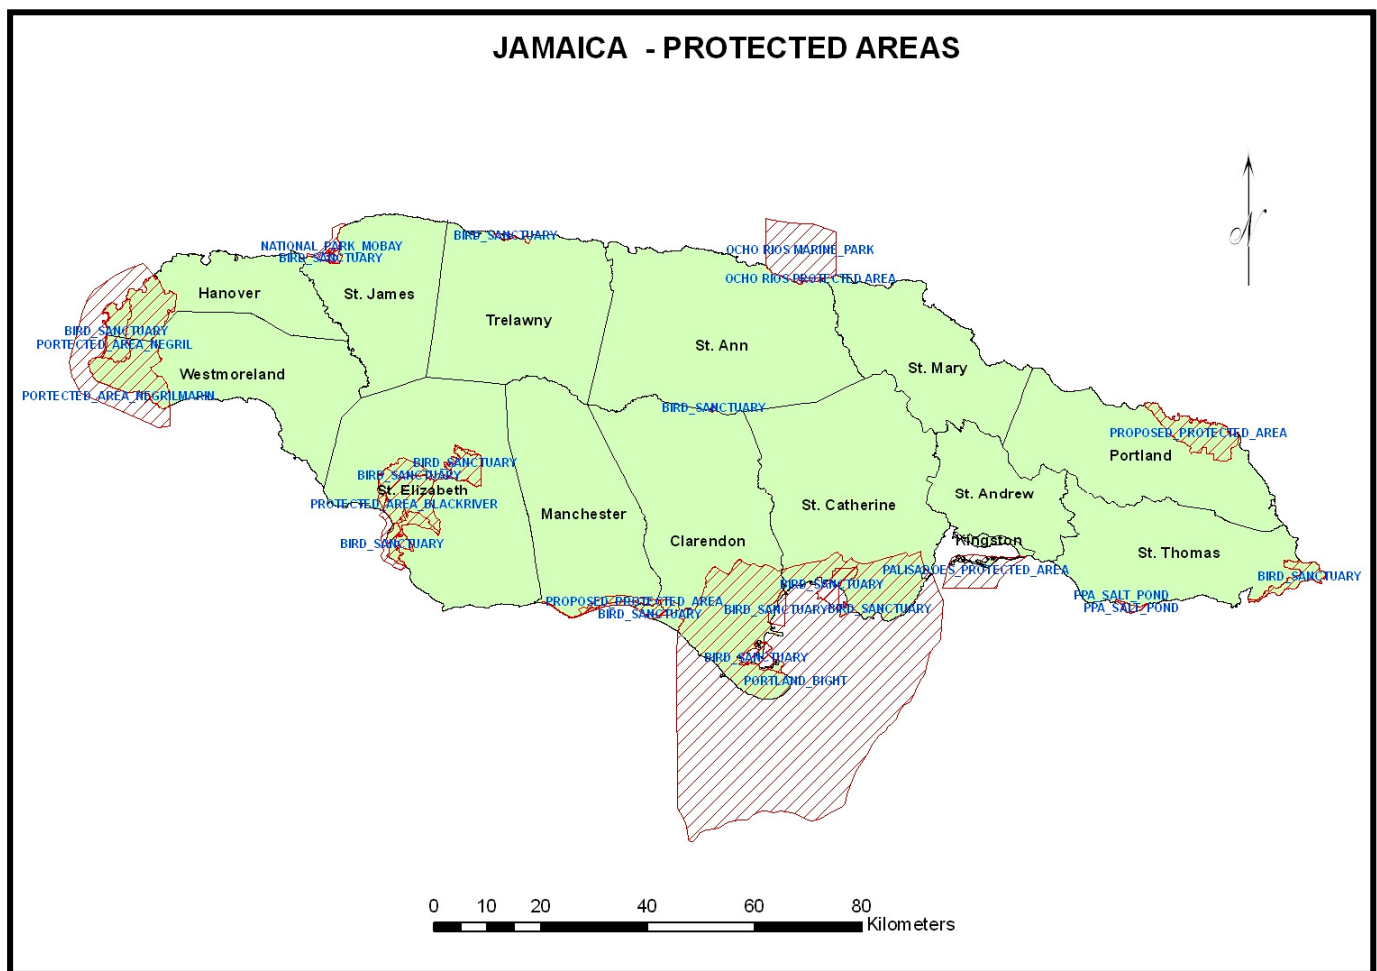 JAMAICA - PROTECTED AREAS
N
BIRD_SANCTUARY
NATIONAL_PARK_MOBAY
BIRD_SANCTUARY
OCHO RIOS MARINE_PARK
OCHO RIOS PROTECTED AREA
Hanover
St. James
Trelawny
BIRD_SANCTUARY
PORTECTED_AREA_NEGRIL
St. Ann
Westmoreland
St. Mary
PORTECTED_AREA_NEGRILMARIN
BIRD_SANCTUARY
PROPOSED_PROTECTED_AREA
Portland
BIRD_SANCTUARY
BIRD_SANCTUARY
St. Elizabeth
PROTECTED_AREA_BLACKRIVER
Manchester
St. Catherine
St. Andrew
BIRD_SANCTUARY
Clarendon
Kingston
St. Thomas
PALISADOES_PROTECTED_AREA
BIRD_SANCTUARY
BIRD_SANCTUARY
PPA_SALT_POND
PROPOSED_PROTECTED_AREA
BIRD_SANCTUARY
BIRD_SANCTUARY
BIRD_SANCTUARY
PPA_SALT_POND
BIRD_SANCTUARY
PORTLAND_BIGHT
0 10 20 40 60 80
Kilometers